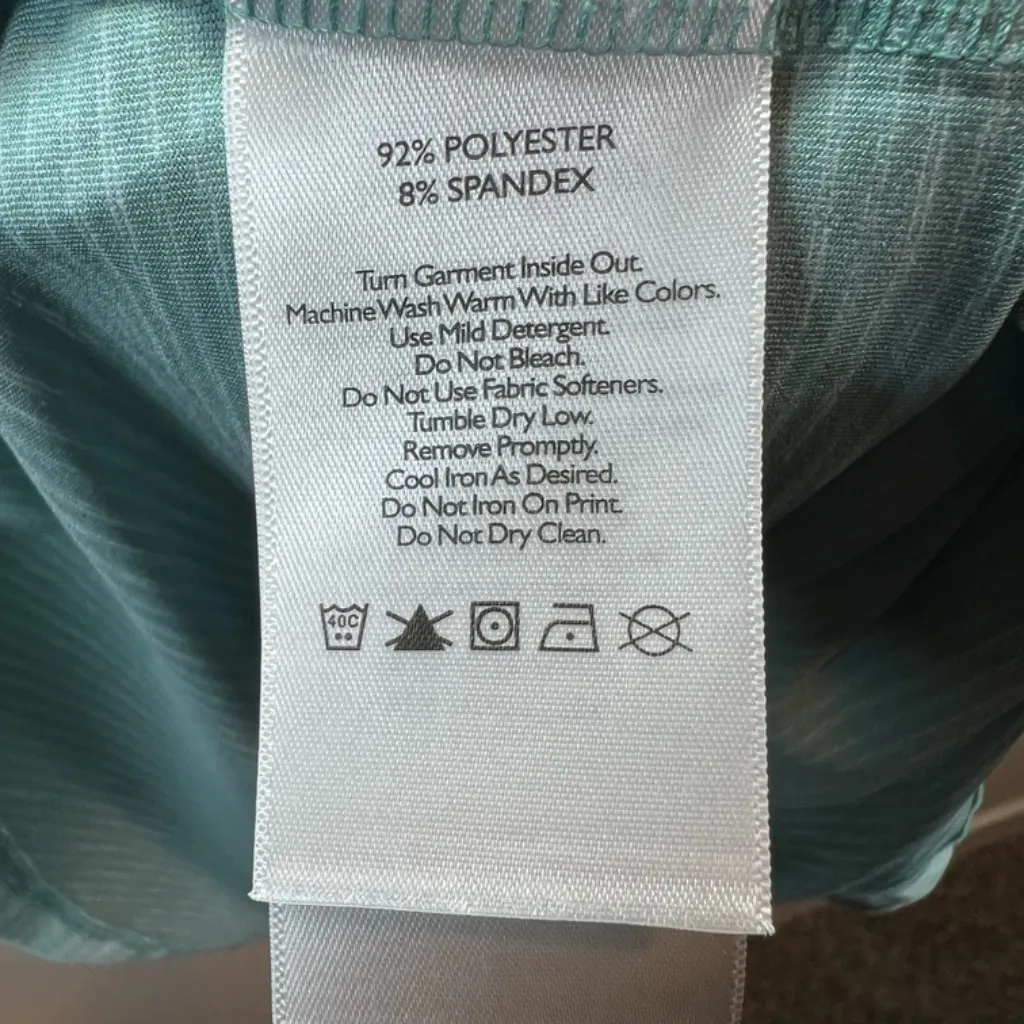 92% POLYESTER
8% SPANDEX
Turn Garment Inside Out.
Machine Wash Warm With Like Colors.
Use Mild Detergent.
Do Not Bleach.
Do Not Use Fabric Softeners.
Tumble Dry Low.
Remove Promptly.
Cool Iron As Desired.
Do Not Iron On Print.
Do Not Dry Clean.
40C